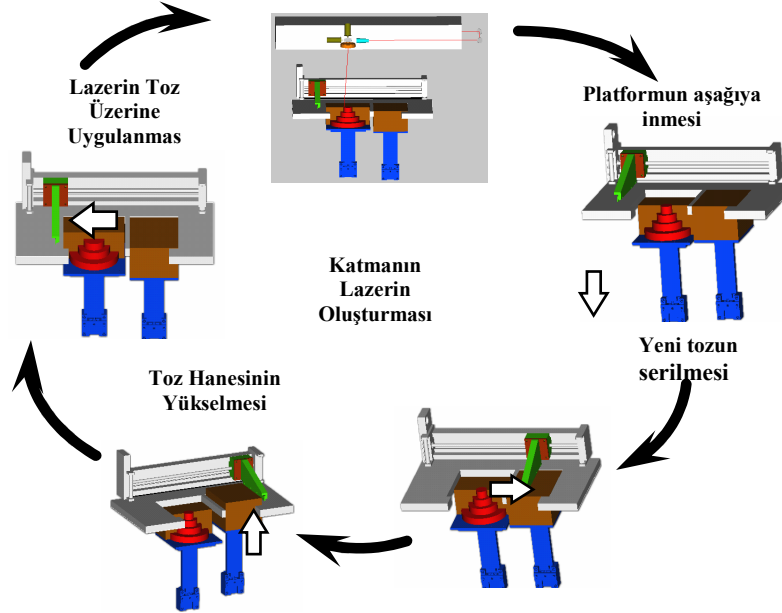 Lazerin Toz
Üzerine
Uygulanmas
Platformun aşağıya
inmesi
Katmanın
Lazerin
Oluşturması
Yeni tozun
serilmesi
Toz Hanesinin
Yükselmesi